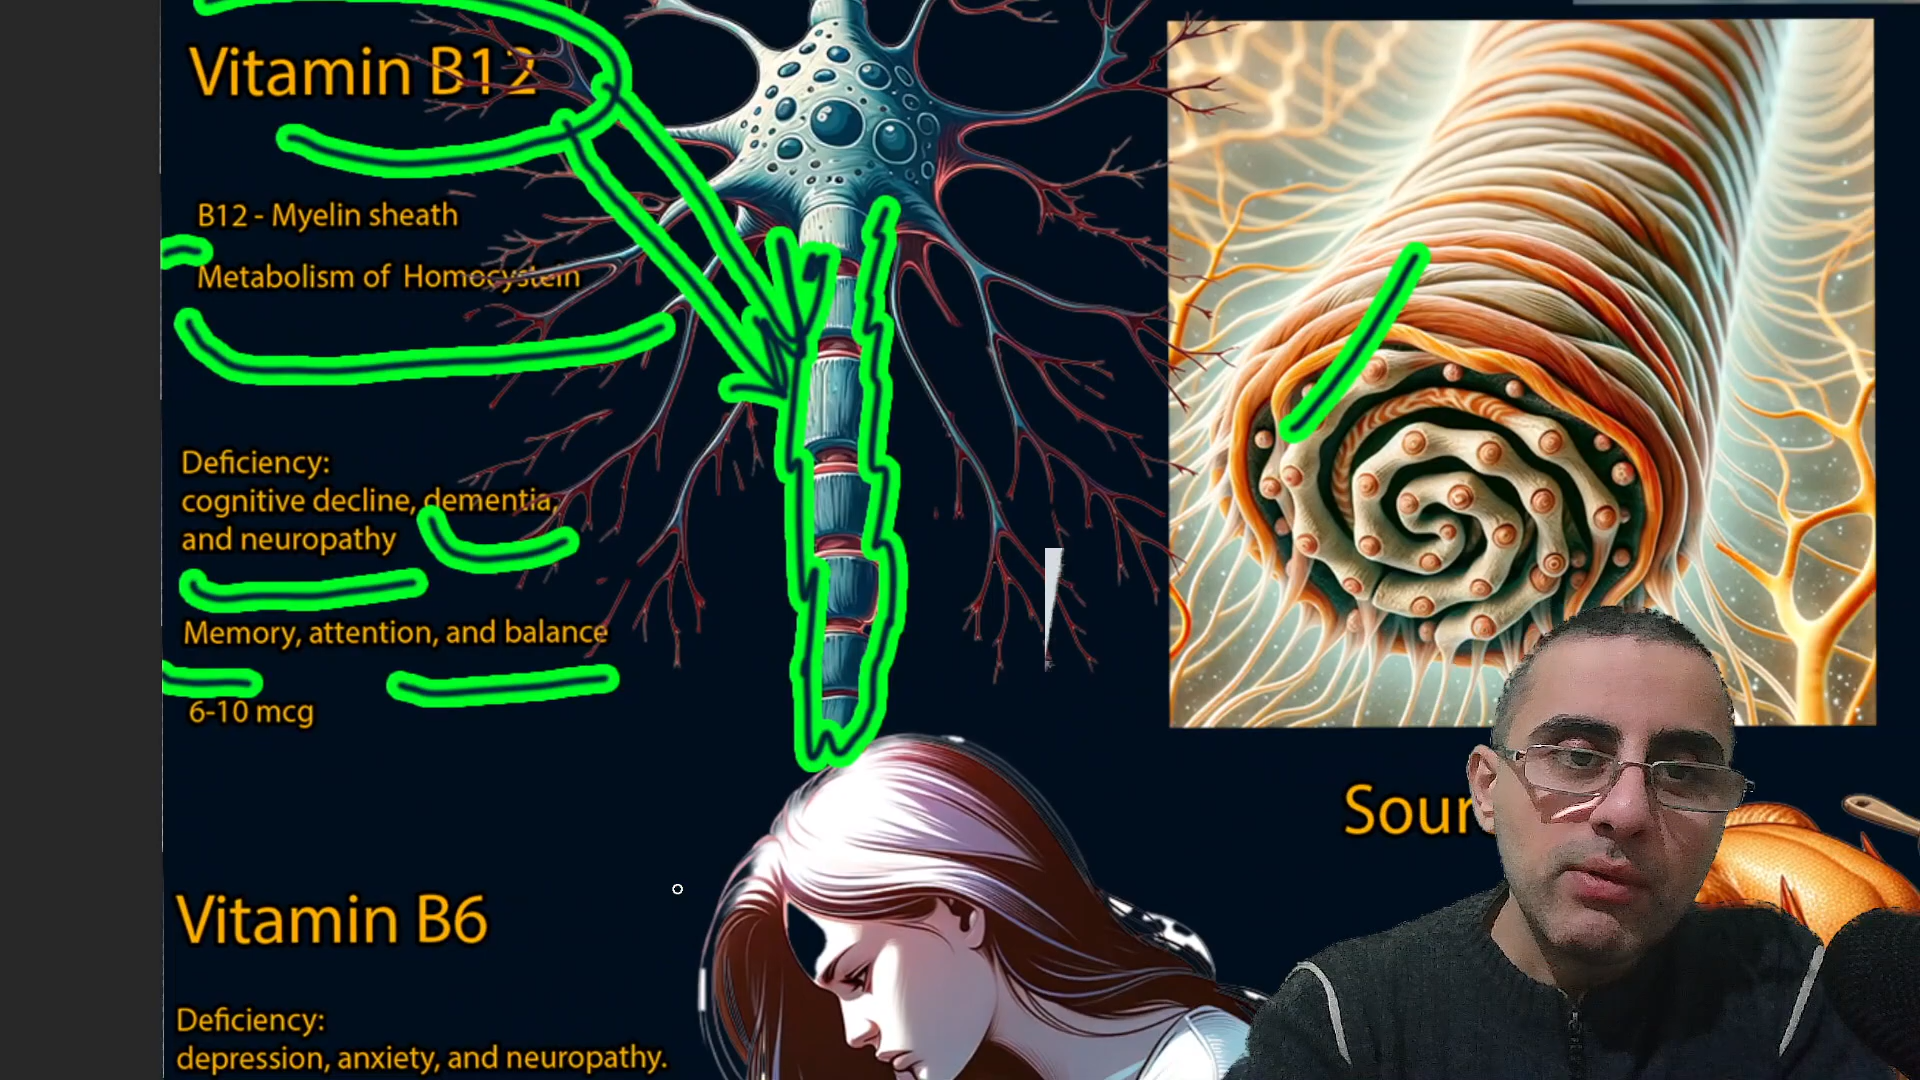 Vitamin B12
B12 - Myelin sheath
Metabolism of Homocystein
Deficiency:
cognitive decline, dementia,
and neuropathy
Memory, attention, and balance
6-10 mcg
Vitamin B6
Deficiency:
depression, anxiety, and neuropathy.